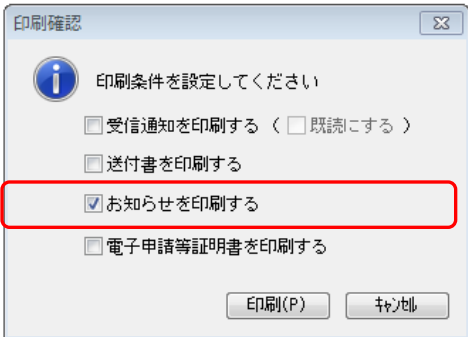 印刷確認
印刷条件を設定してください
受信通知を印刷する （ 既読にする ）
送付書を印刷する
お知らせを印刷する
電子申請等証明書を印刷する
印刷(P) ｷｬﾝｾﾙ